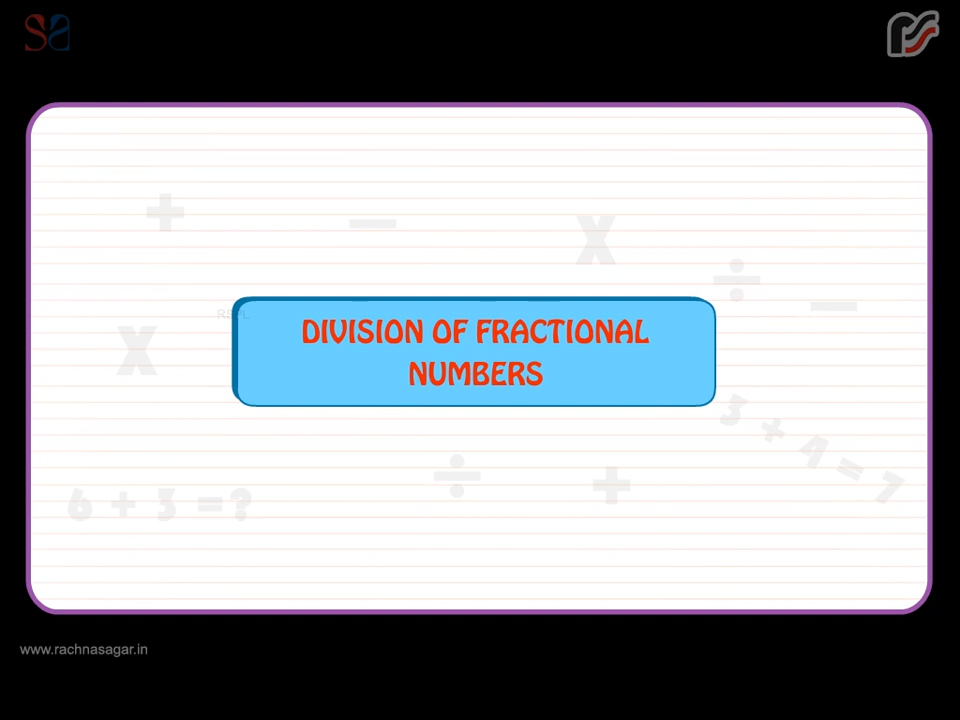 DIVISION OF FRACTIONAL
NUMBERS
3 + 4 = 7
6 + 3 =?
www.rachnasagar.in